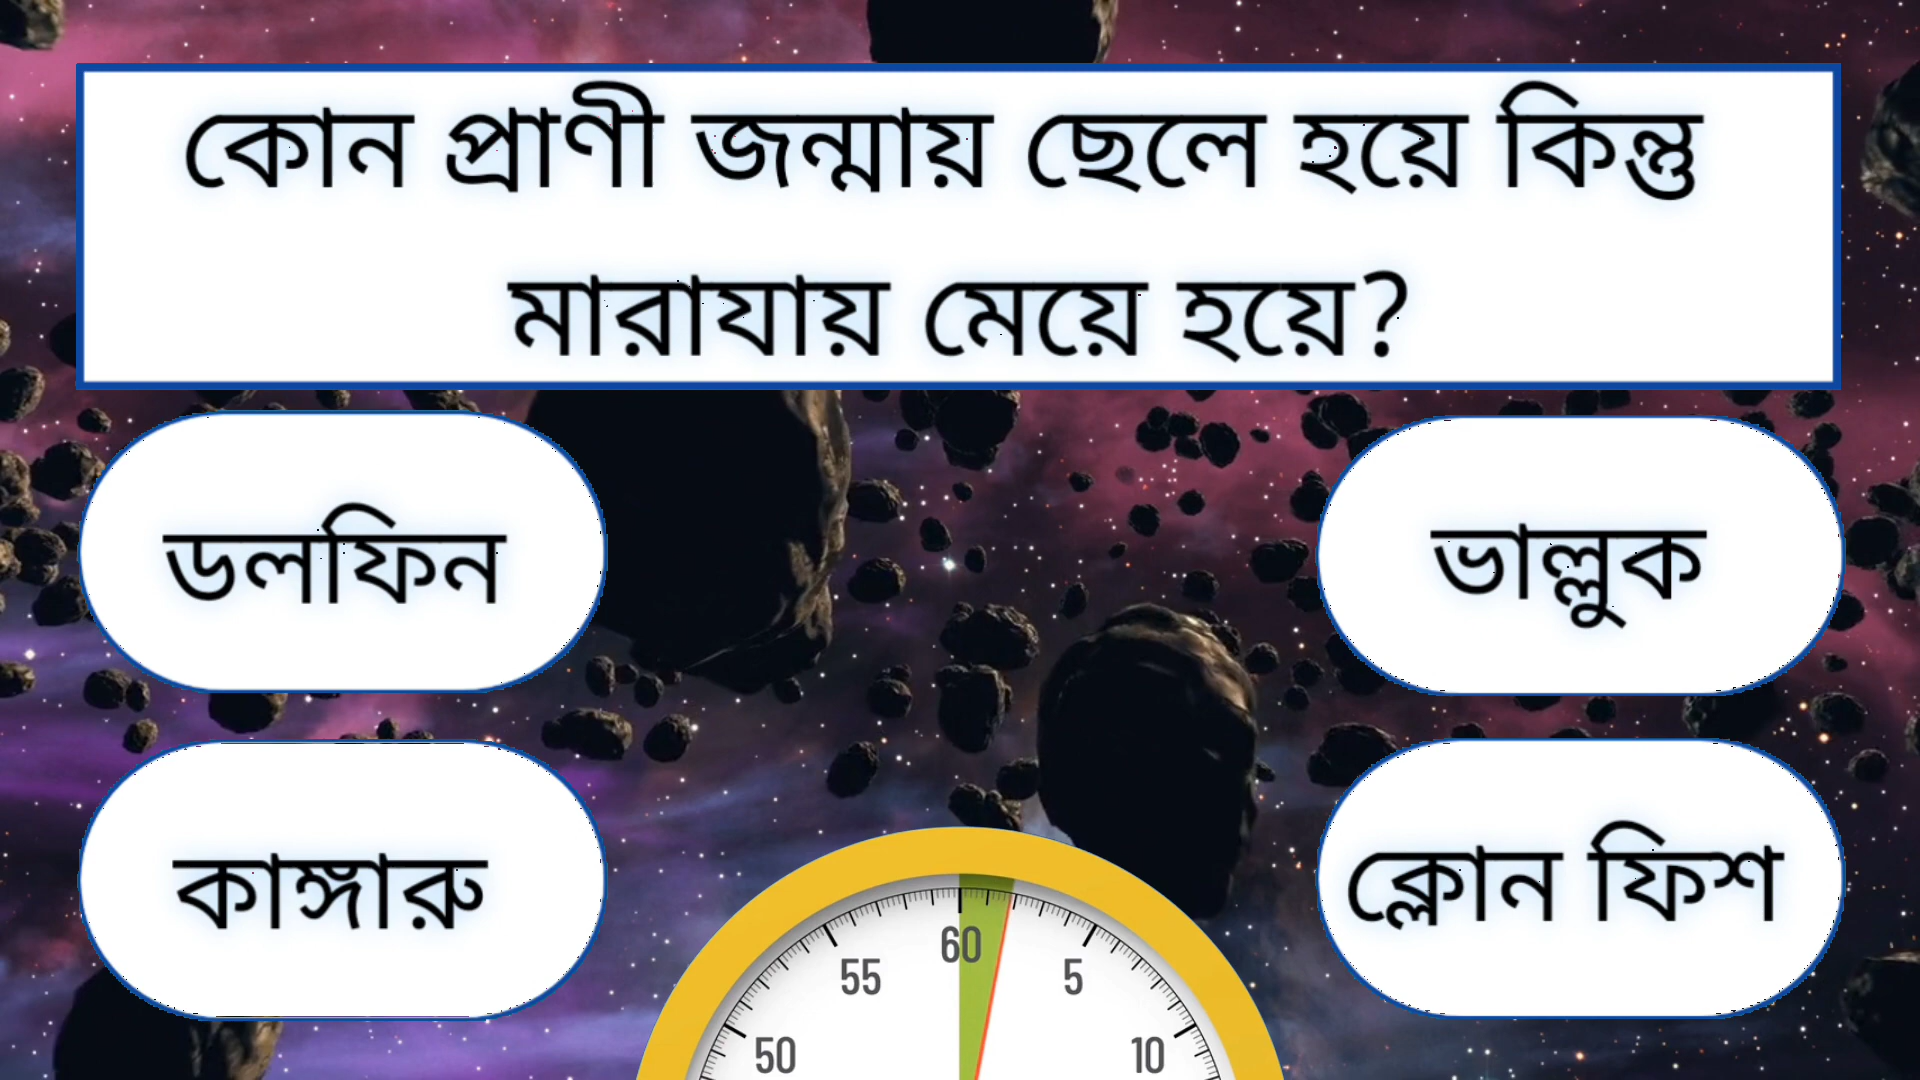 কোন প্রাণী জন্মায় ছেলে হয়ে কিন্তু
মারাযায় মেয়ে হয়ে?
ডলফিন
ভাল্লুক
কাঙ্গারু
ক্লোন ফিশ
60
55
5
50
10